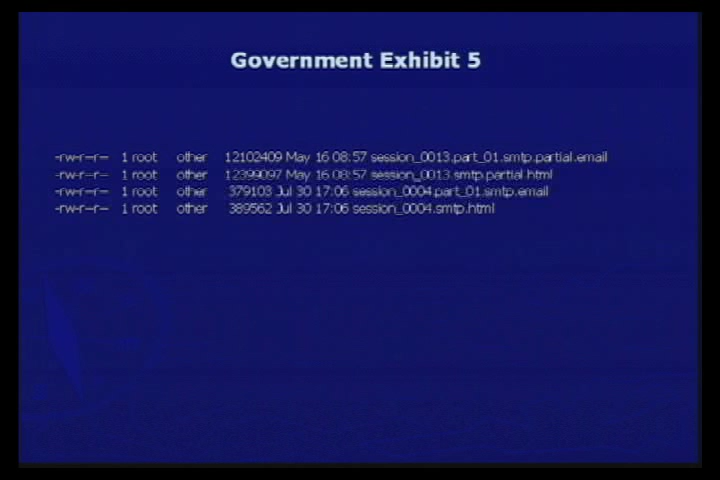 Government Exhibit 5
-rw-r--r-- 1 root other 12102409 May 16 08:57 session_0013.part_01.smtp.partial.email
-rw-r--r-- 1 root other 12399097 May 16 08:57 session_0013.smtp.partial.html
-rw-r--r-- 1 root other 379103 Jul 30 17:06 session_0004.part_01.smtp.email
-rw-r--r-- 1 root other 389562 Jul 30 17:06 session_0004.smtp.html